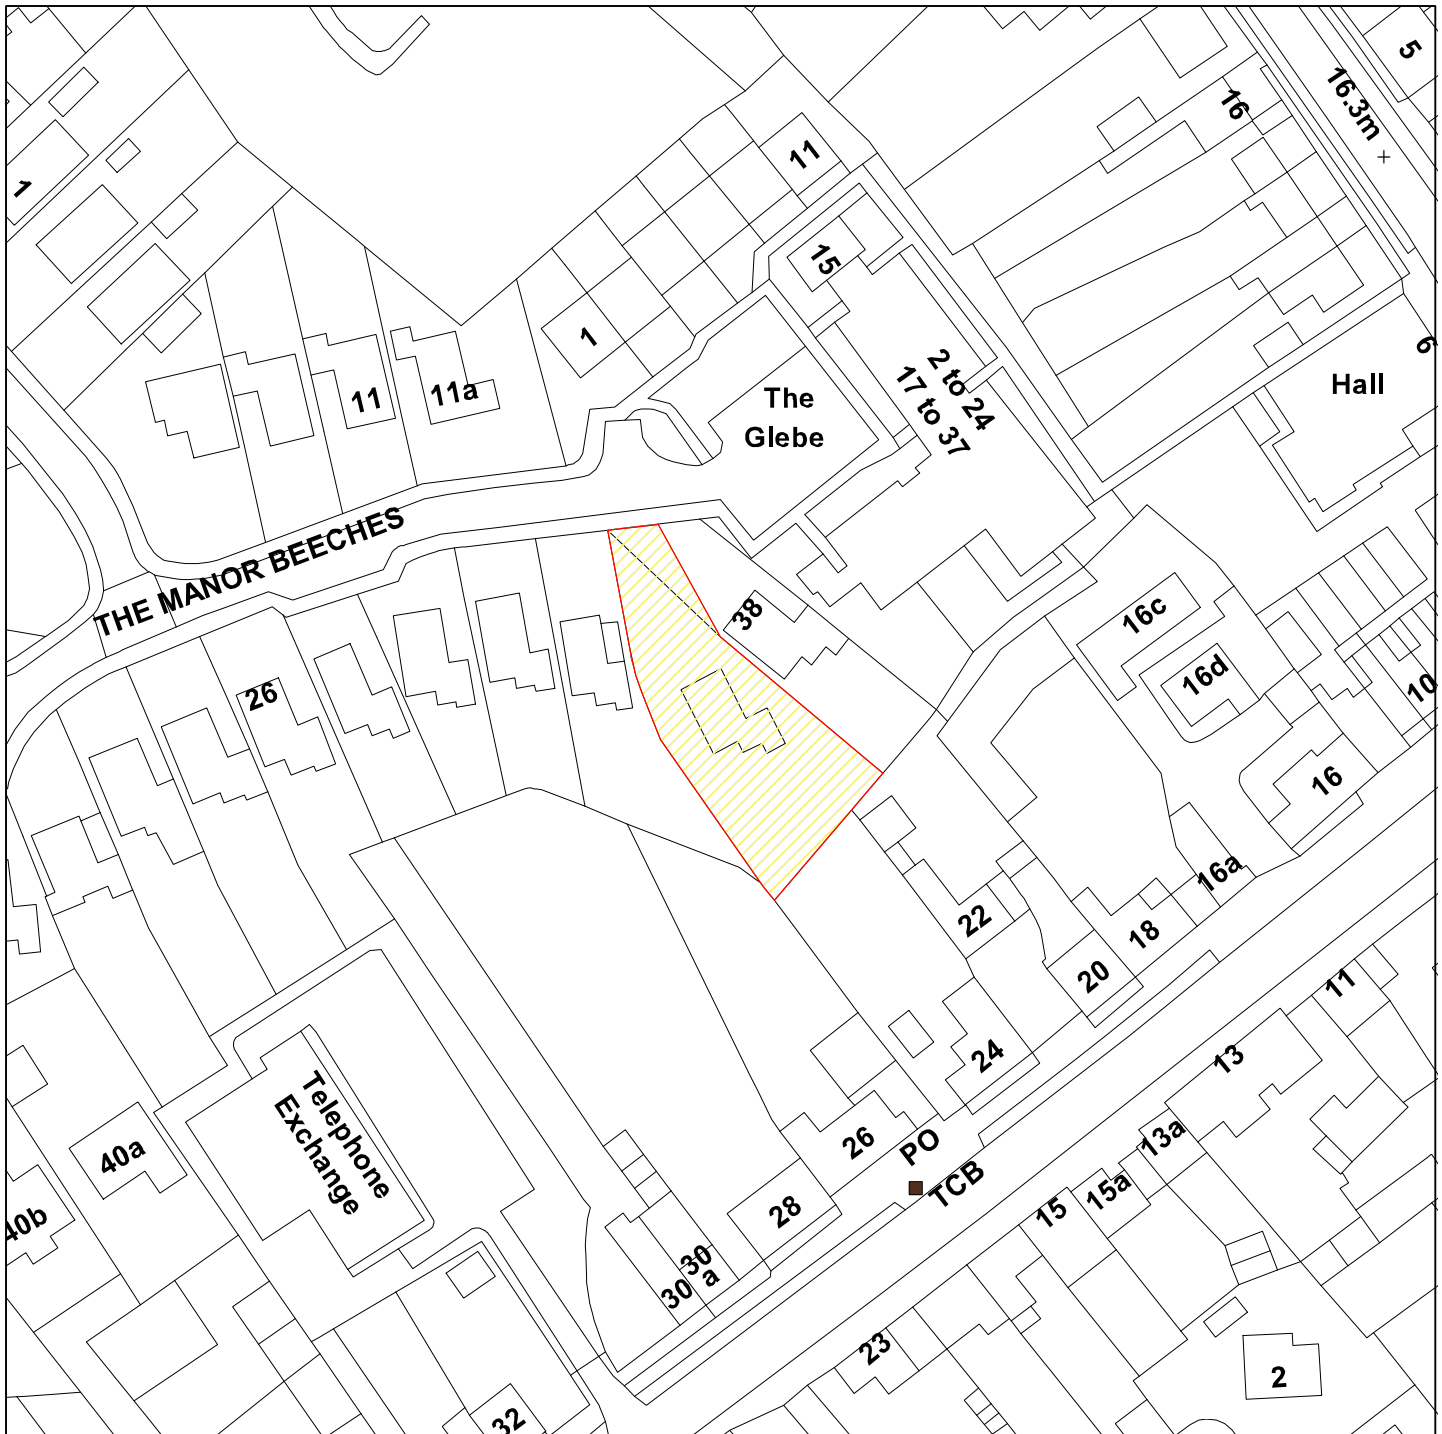 5
16.3m
16
11
1
15
1
6
2 to 24
17 to 37
Hall
The
Glebe
11
11a
THE MANOR BEECHES
38
16c
16d
10
26
16
16a
22
18
20
11
24
13
Telephone
Exchange
26
PO
13a
40a
TCB
15a
15
28
40b
30
a
30
23
2
32